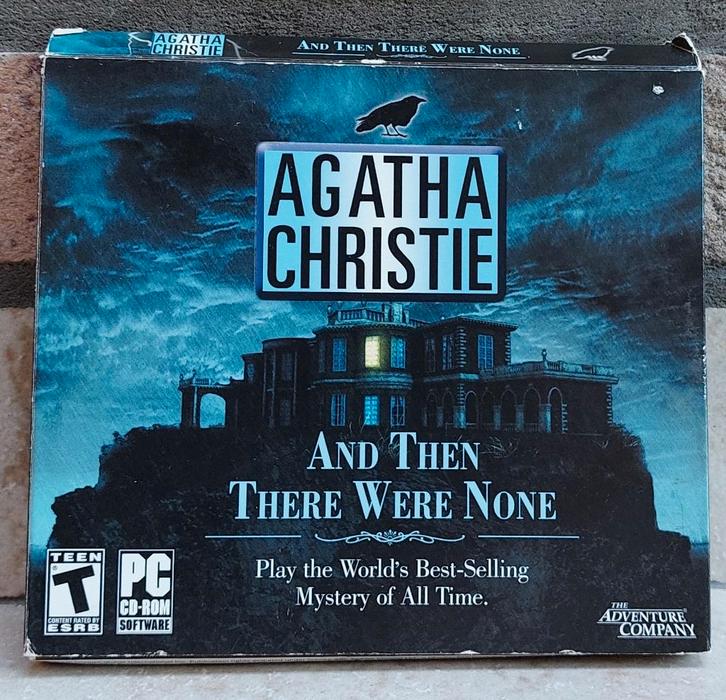 AGATHA
CHRISTIE
AND THEN THERE WERE NONE
AGATHA
CHRISTIE
AND THEN
THERE WERE NONE
Play the World's Best-Selling
Mystery of All Time.
TEEN
T
CONTENT RATED BY
ESRB
PC
CD-ROM
SOFTWARE
THE
ADVENTURE
COMPANY